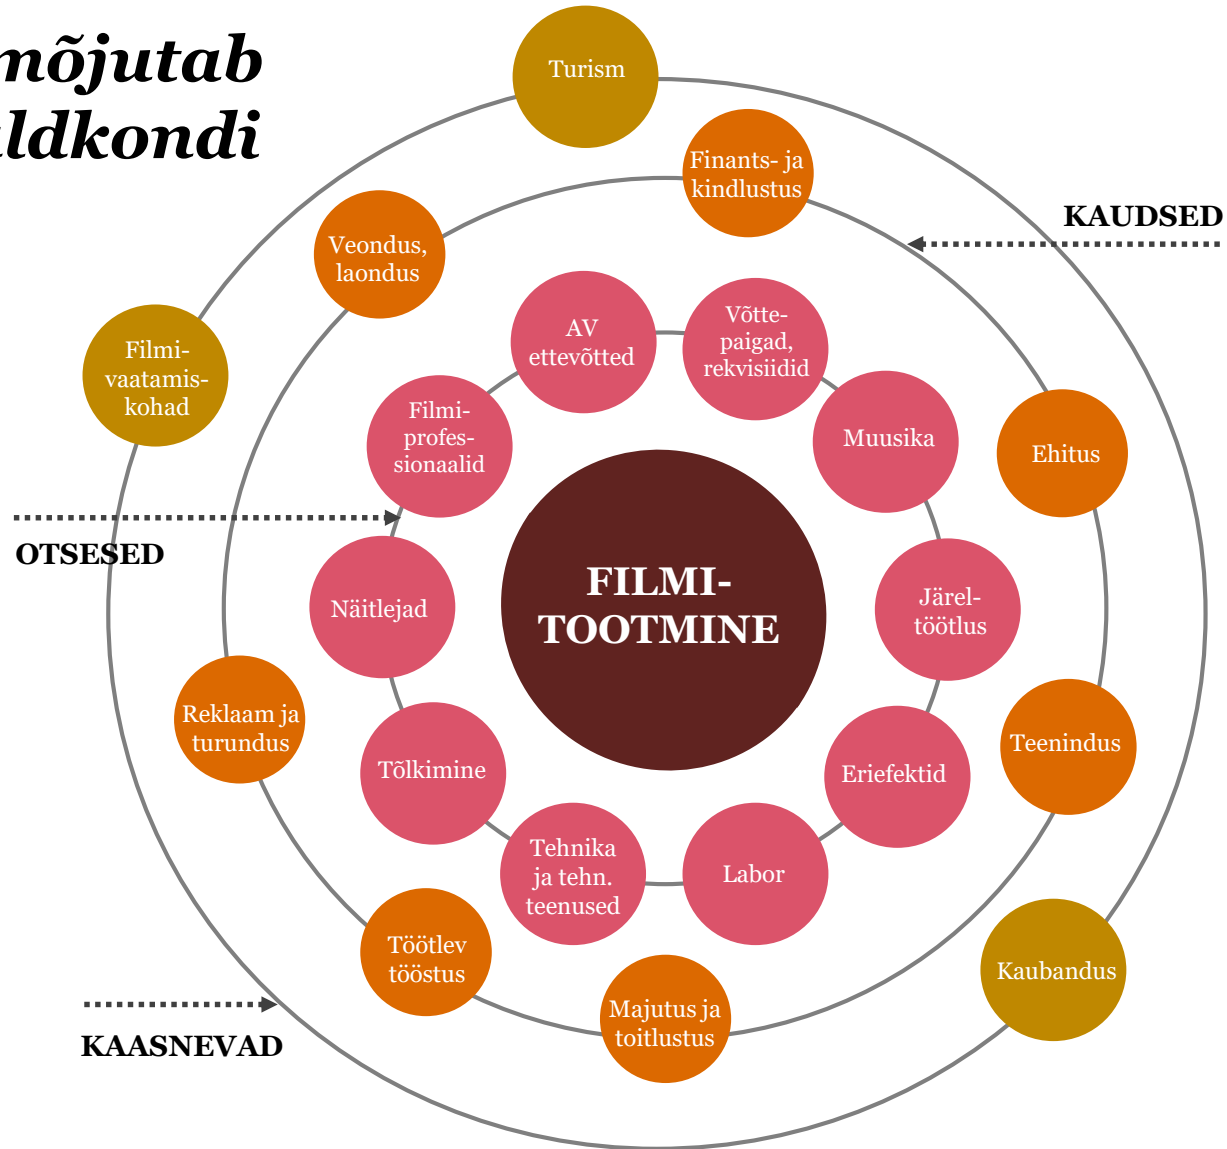 mõjutab
Turism
Finants- ja
kindlustus
KAUDSED
Veondus,
laondus
AV
ettevõtted
Võtte-
paigad,
rekvisiidid
Filmi-
vaatamis-
kohad
Filmi-
profes-
sionaalid
Muusika
Ehitus
OTSESED
FILMI-
TOOTMINE
Näitlejad
Järel-
töötlus
Reklaam ja
turundus
Teenindus
Tõlkimine
Eriefektid
Tehnika
ja tehn.
teenused
Labor
Töötlev
tööstus
Kaubandus
Majutus ja
toitlustus
KAASNEVAD